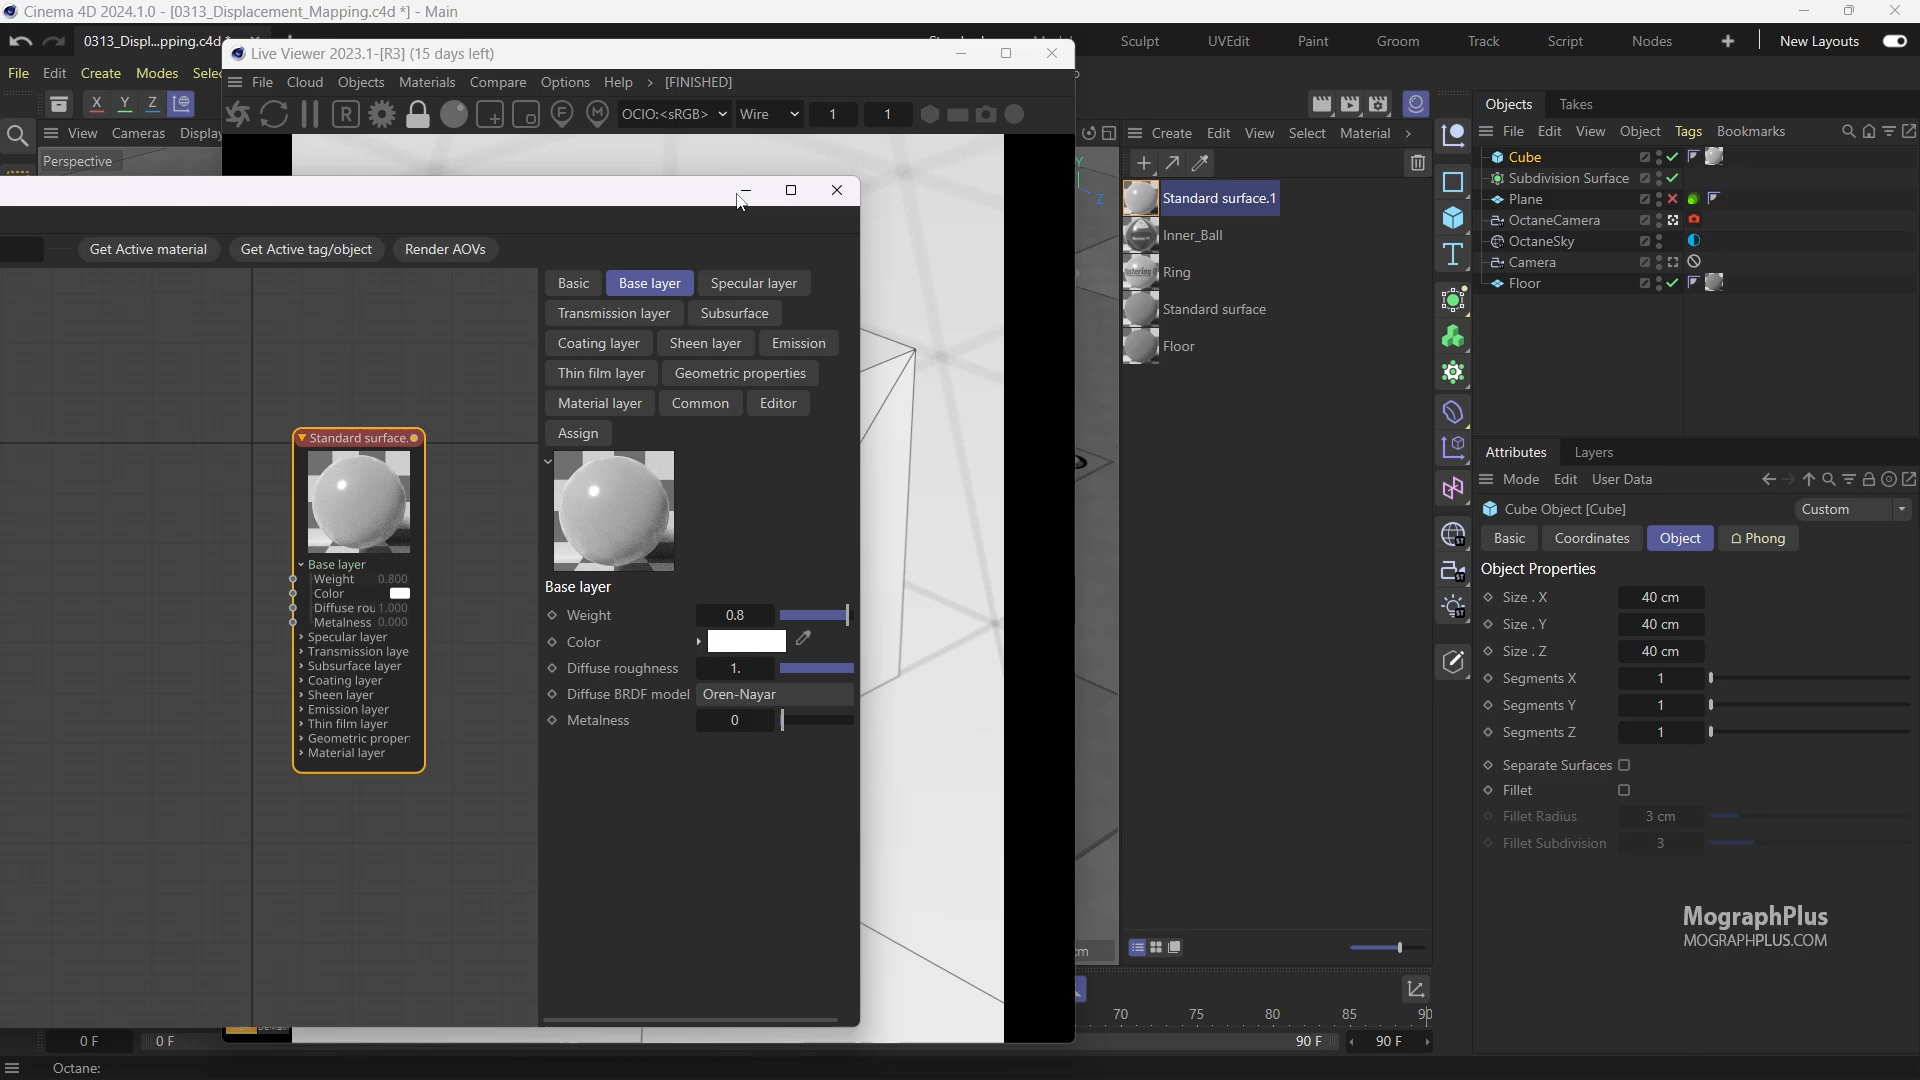 Cinema 4D 2024.1.0 - [0313_Displacement_Mapping.c4d *] - Main
0313_Displ...pping.c4d
Sculpt
UVEdit
Paint
Groom
Track
Script
Nodes
New Layouts
File
Edit
Create
Modes
Live Viewer 2023.1-[R3] (15 days left)
File
Cloud
Objects
Materials
Compare
Options
Help
[FINISHED]
X
Y
Z
R
F
M
OCIO:<sRGB>
Wire
1
1
View
Cameras
Display
Perspective
Get Active material
Get Active tag/object
Render AOVs
Basic
Base layer
Specular layer
Transmission layer
Subsurface
Coating layer
Sheen layer
Emission
Thin film layer
Geometric properties
Material layer
Common
Editor
Assign
Standard surface.
Base layer
Weight 0.800
Color
Diffuse rou 1.000
Metalness 0.000
Specular layer
Transmission laye
Subsurface layer
Coating layer
Sheen layer
Emission layer
Thin film layer
Geometric proper
Material layer
Base layer
Weight 0.8
Color
Diffuse roughness 1.
Diffuse BRDF model Oren-Nayar
Metalness 0
Y
Z
Create
Edit
View
Select
Material
Standard surface.1
Inner_Ball
Ring
Standard surface
Floor
Objects
Takes
File
Edit
View
Object
Tags
Bookmarks
Cube
Subdivision Surface
Plane
OctaneCamera
OctaneSky
Camera
Floor
Attributes
Layers
Mode
Edit
User Data
Cube Object [Cube]
Custom
Basic
Coordinates
Object
Phong
Object Properties
Size . X 40 cm
Size . Y 40 cm
Size . Z 40 cm
Segments X 1
Segments Y 1
Segments Z 1
Separate Surfaces
Fillet
Fillet Radius 3 cm
Fillet Subdivision 3
MographPlus
MOGRAPHPLUS.COM
cm
70
75
80
85
90
0 F
0 F
90 F
90 F
Octane: